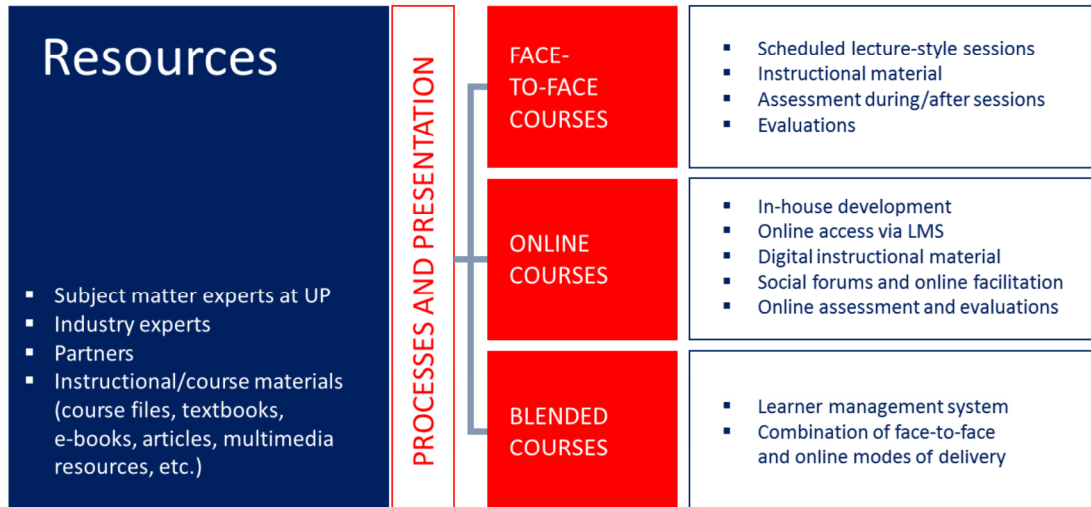 Resources
▪ Subject matter experts at UP
▪ Industry experts
▪ Partners
▪ Instructional/course materials
(course files, textbooks,
e-books, articles, multimedia
resources, etc.)
PROCESSES AND PRESENTATION
FACE-
TO-FACE
COURSES
▪ Scheduled lecture-style sessions
▪ Instructional material
▪ Assessment during/after sessions
▪ Evaluations
ONLINE
COURSES
▪ In-house development
▪ Online access via LMS
▪ Digital instructional material
▪ Social forums and online facilitation
▪ Online assessment and evaluations
BLENDED
COURSES
▪ Learner management system
▪ Combination of face-to-face
and online modes of delivery